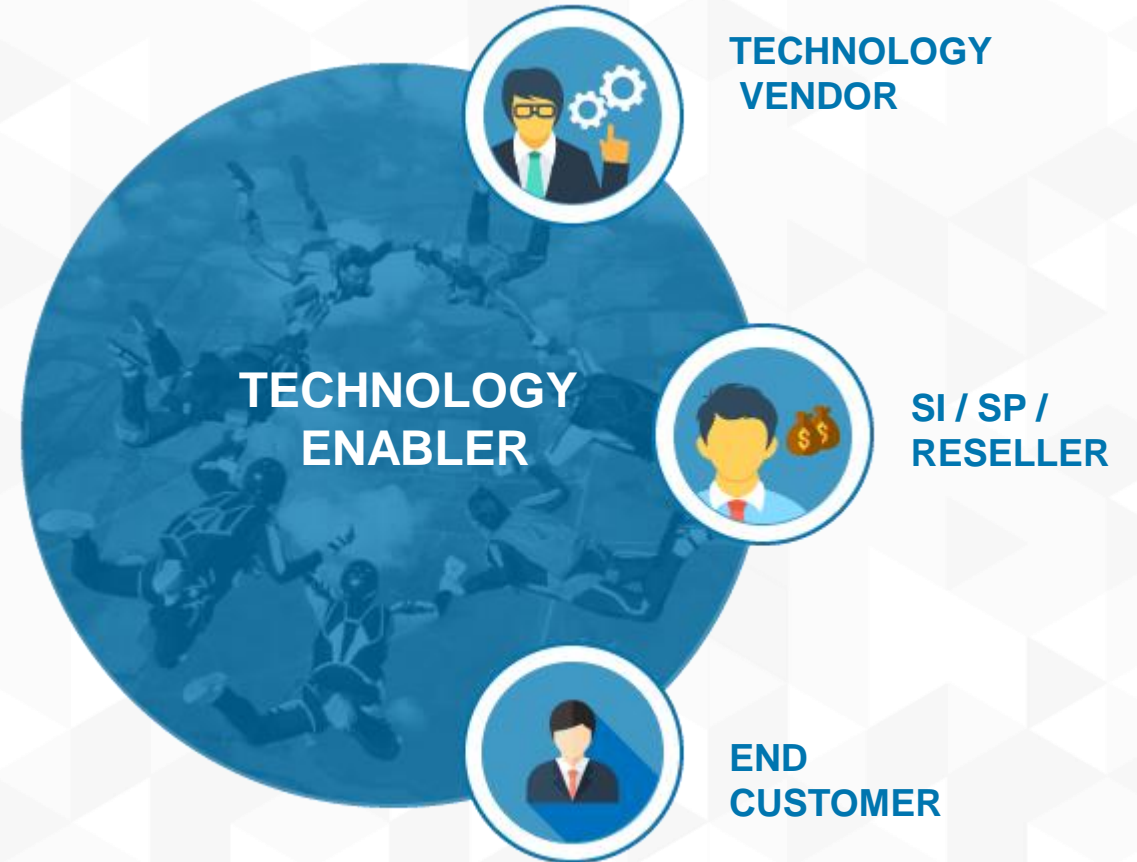 TECHNOLOGY
VENDOR
TECHNOLOGY
ENABLER
SI / SP /
RESELLER
END
CUSTOMER